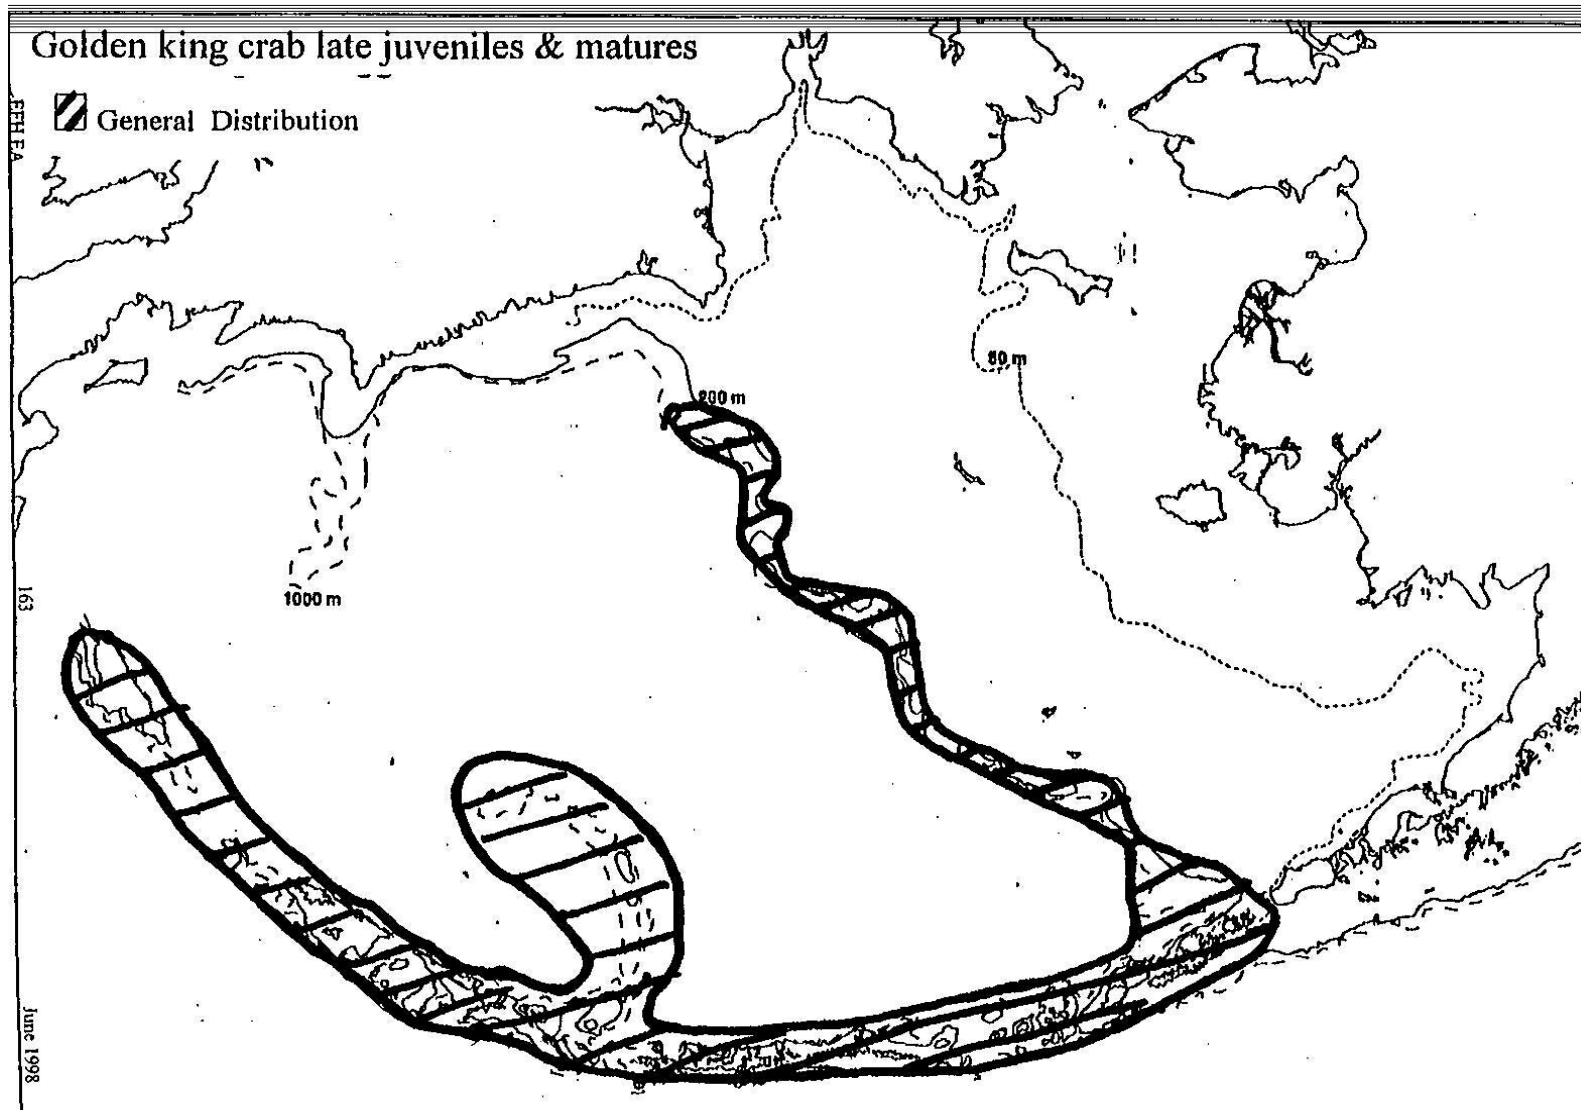 Golden king crab late juveniles & matures
General Distribution
EFH EA
200 m
50 m
1000 m
163
June 1998